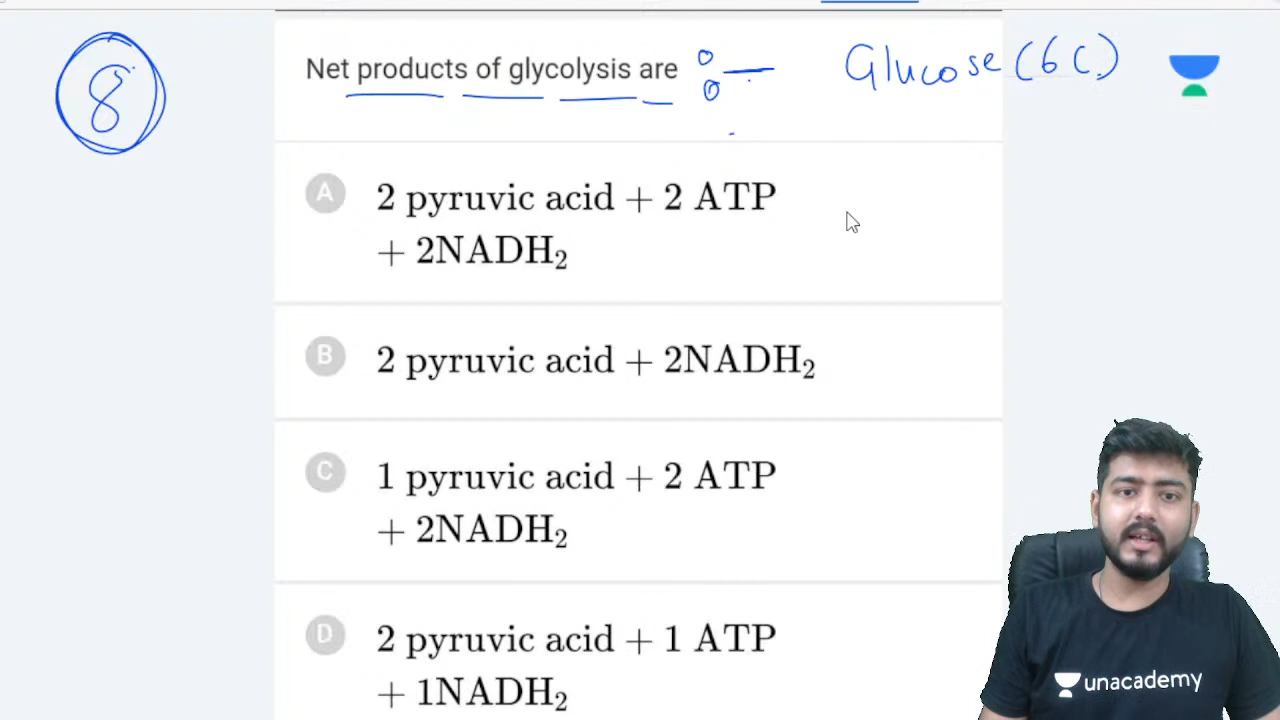 8
Net products of glycolysis are
Glucose (6C)
A
2 pyruvic acid + 2 ATP
+ 2NADH₂
B
2 pyruvic acid + 2NADH₂
C
1 pyruvic acid + 2 ATP
+ 2NADH₂
D
2 pyruvic acid + 1 ATP
+ 1NADH₂
unacademy